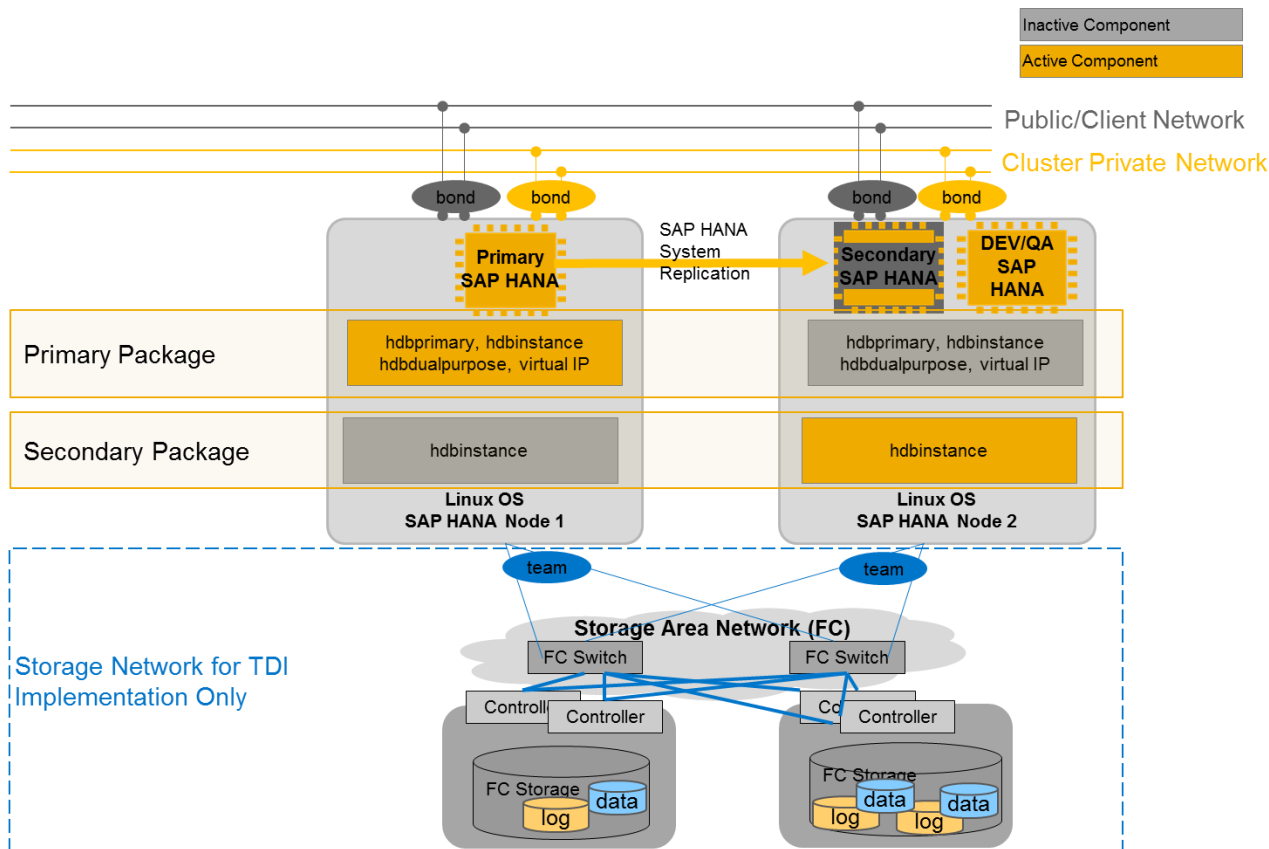 Inactive Component
Active Component
Public/Client Network
Cluster Private Network
bond
bond
bond
bond
Primary
SAP HANA
SAP HANA
System
Replication
Secondary
SAP HANA
DEV/QA
SAP
HANA
Primary Package
hdbprimary, hdbinstance
hdbdualpurpose, virtual IP
hdbprimary, hdbinstance
hdbdualpurpose, virtual IP
Secondary Package
hdbinstance
hdbinstance
Linux OS
SAP HANA Node 1
Linux OS
SAP HANA Node 2
team
team
Storage Area Network (FC)
FC Switch
FC Switch
Storage Network for TDI
Implementation Only
Controller
Controller
Controller
FC Storage
data
log
FC Storage
data
data
log
log